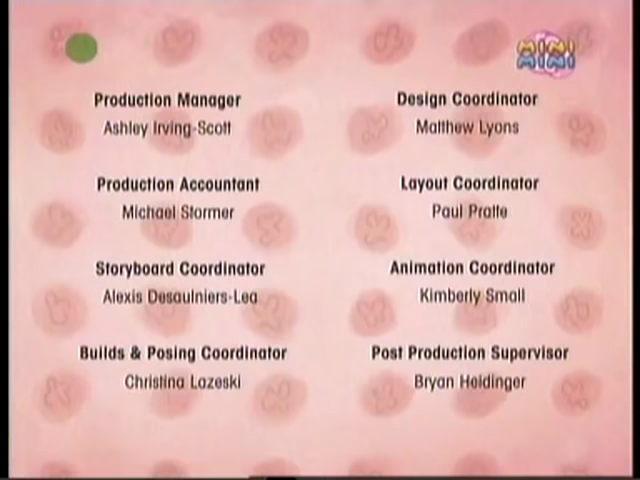 MINI
MINI
Production Manager
Ashley Irving-Scott
Design Coordinator
Matthew Lyons
Production Accountant
Michael Stormer
Layout Coordinator
Paul Pratte
Storyboard Coordinator
Alexis Desaulniers-Lea
Animation Coordinator
Kimberly Small
Builds & Posing Coordinator
Christina Lazeski
Post Production Supervisor
Bryan Heidinger